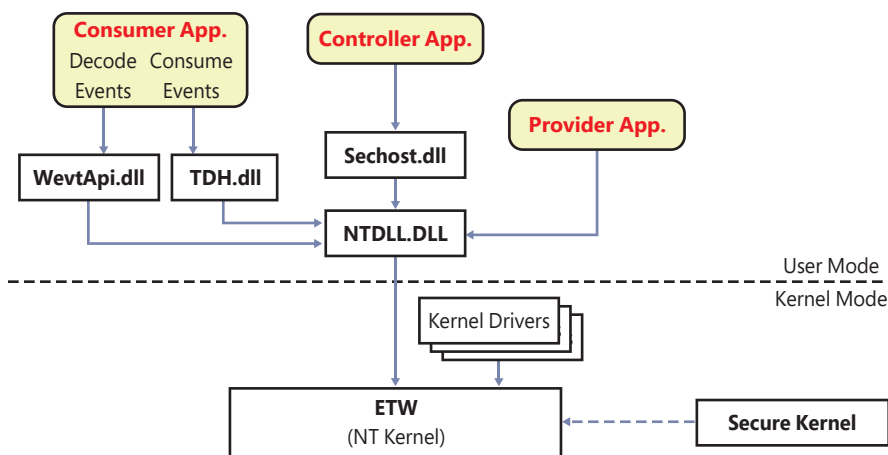 Consumer App.
Decode Consume
Events Events
Controller App.
Provider App.
WevtApi.dll
TDH.dll
Sechost.dll
NTDLL.DLL
User Mode
Kernel Mode
Kernel Drivers
ETW
(NT Kernel)
Secure Kernel